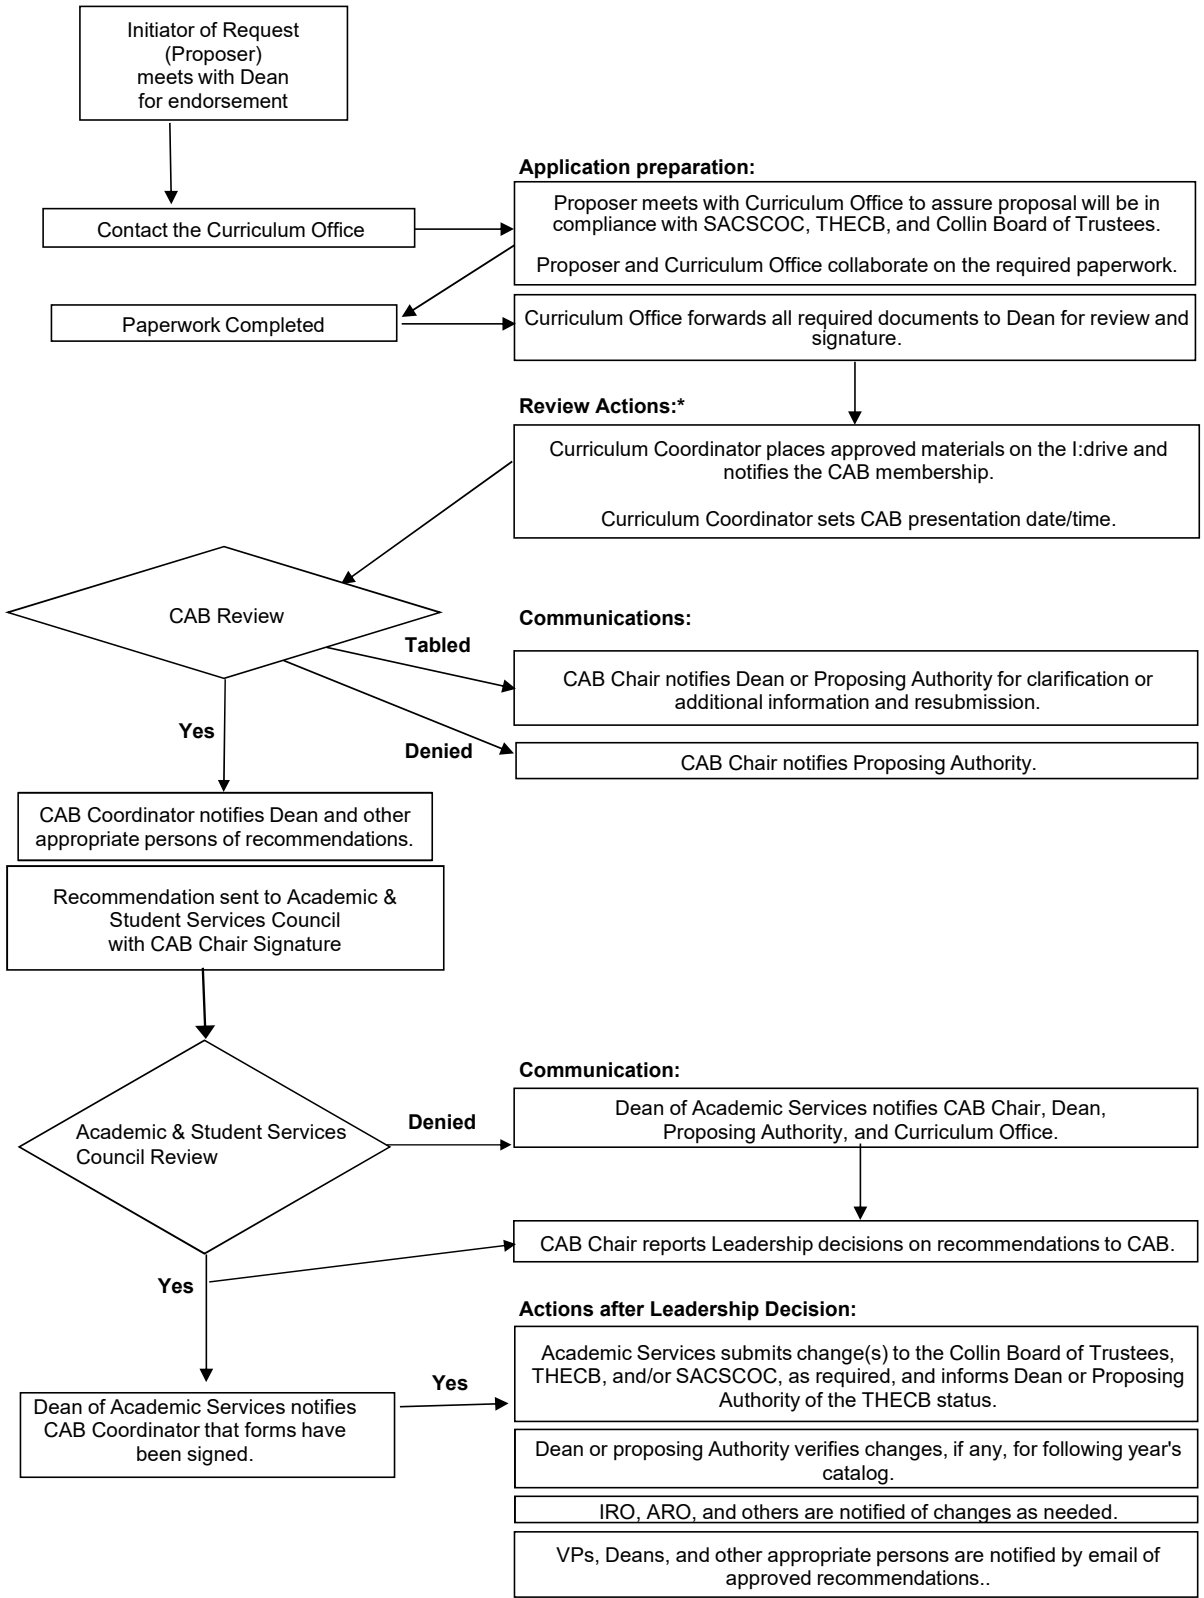 Initiator of Request
(Proposer)
meets with Dean
for endorsement
Application preparation:
Contact the Curriculum Office
Proposer meets with Curriculum Office to assure proposal will be in
compliance with SACSCOC, THECB, and Collin Board of Trustees.
Proposer and Curriculum Office collaborate on the required paperwork.
Paperwork Completed
Curriculum Office forwards all required documents to Dean for review and
signature.
Review Actions:*
Curriculum Coordinator places approved materials on the I:drive and
notifies the CAB membership.
Curriculum Coordinator sets CAB presentation date/time.
CAB Review
Communications:
Tabled
CAB Chair notifies Dean or Proposing Authority for clarification or
additional information and resubmission.
Yes
Denied
CAB Chair notifies Proposing Authority.
CAB Coordinator notifies Dean and other
appropriate persons of recommendations.
Recommendation sent to Academic &
Student Services Council
with CAB Chair Signature
Communication:
Academic & Student Services
Council Review
Denied
Dean of Academic Services notifies CAB Chair, Dean,
Proposing Authority, and Curriculum Office.
CAB Chair reports Leadership decisions on recommendations to CAB.
Yes
Actions after Leadership Decision:
Dean of Academic Services notifies
CAB Coordinator that forms have
been signed.
Yes
Academic Services submits change(s) to the Collin Board of Trustees,
THECB, and/or SACSCOC, as required, and informs Dean or Proposing
Authority of the THECB status.
Dean or proposing Authority verifies changes, if any, for following year's
catalog.
IRO, ARO, and others are notified of changes as needed.
VPs, Deans, and other appropriate persons are notified by email of
approved recommendations..